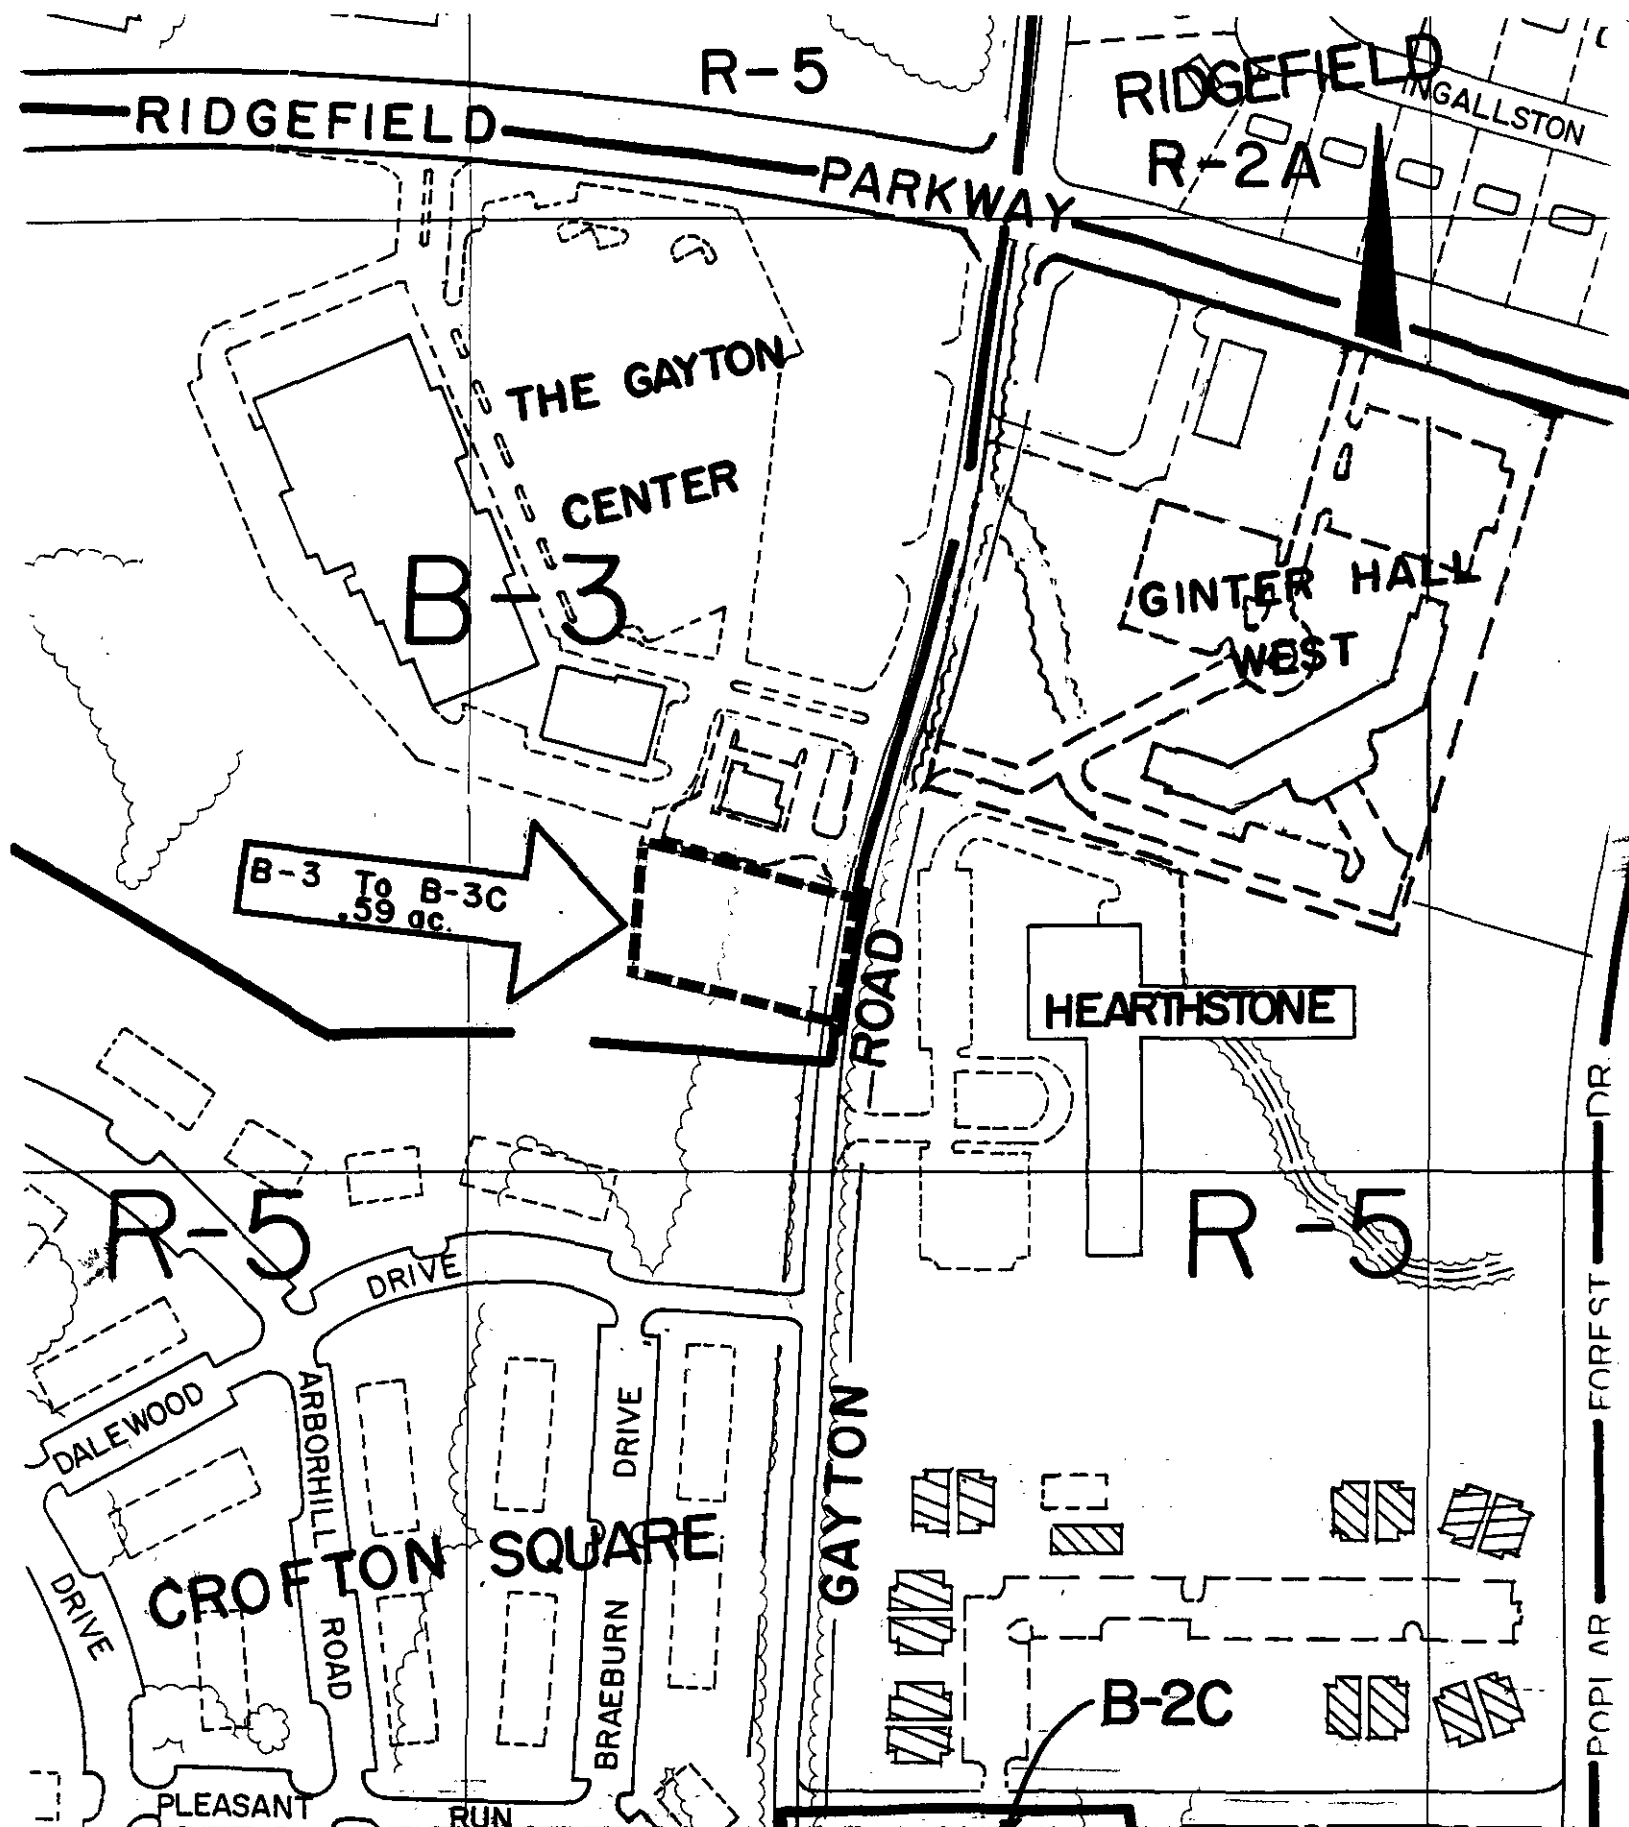 R-5
RIDGEFIELD
INGALLSTON
R-2A
RIDGEFIELD PARKWAY
THE GAYTON
CENTER
B-3
GINTER HALL
WEST
B-3 To B-3C
.59 ac.
HEARTHSTONE
GAYTON ROAD
POPLAR FOREST DR.
R-5
R-5
DRIVE
DALEWOOD
DRIVE
ARBORHILL
ROAD
BRAEBURN
DRIVE
CROFTON SQUARE
B-2C
PLEASANT
RUN